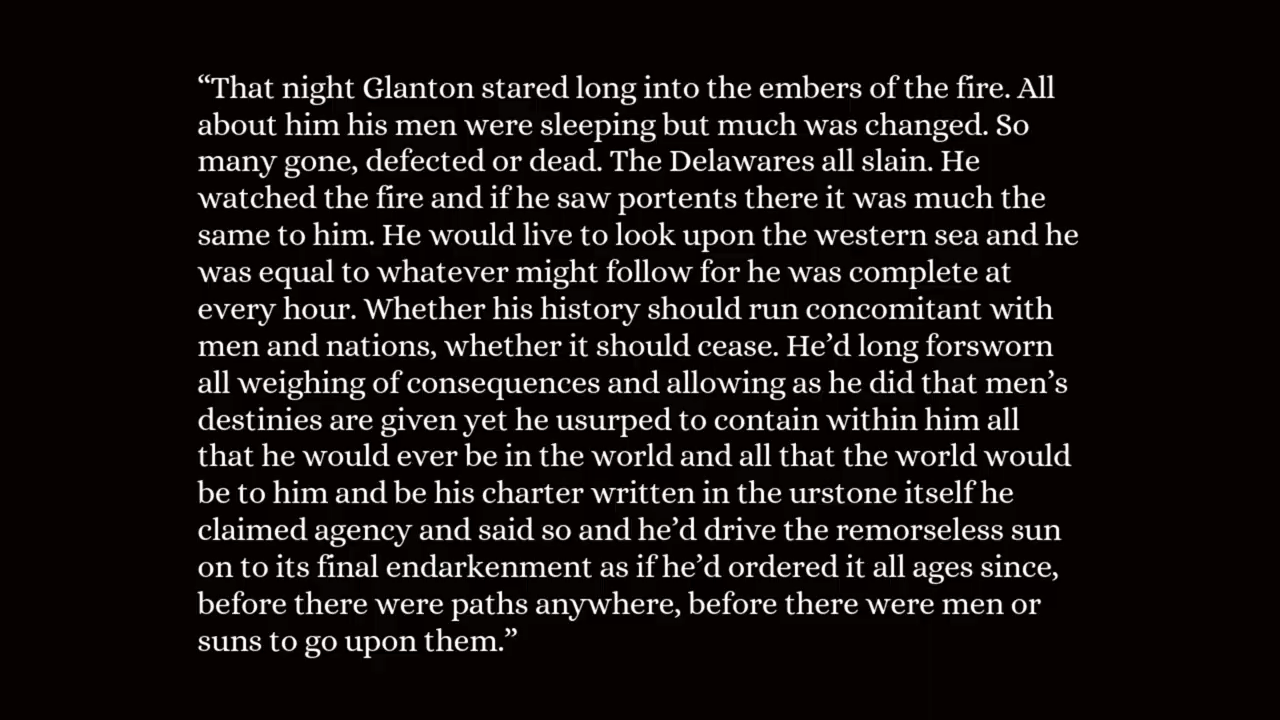 “That night Glanton stared long into the embers of the fire. All
about him his men were sleeping but much was changed. So
many gone, defected or dead. The Delawares all slain. He
watched the fire and if he saw portents there it was much the
same to him. He would live to look upon the western sea and he
was equal to whatever might follow for he was complete at
every hour. Whether his history should run concomitant with
men and nations, whether it should cease. He’d long forsworn
all weighing of consequences and allowing as he did that men’s
destinies are given yet he usurped to contain within him all
that he would ever be in the world and all that the world would
be to him and be his charter written in the urstone itself he
claimed agency and said so and he’d drive the remorseless sun
on to its final endarkenment as if he’d ordered it all ages since,
before there were paths anywhere, before there were men or
suns to go upon them.”